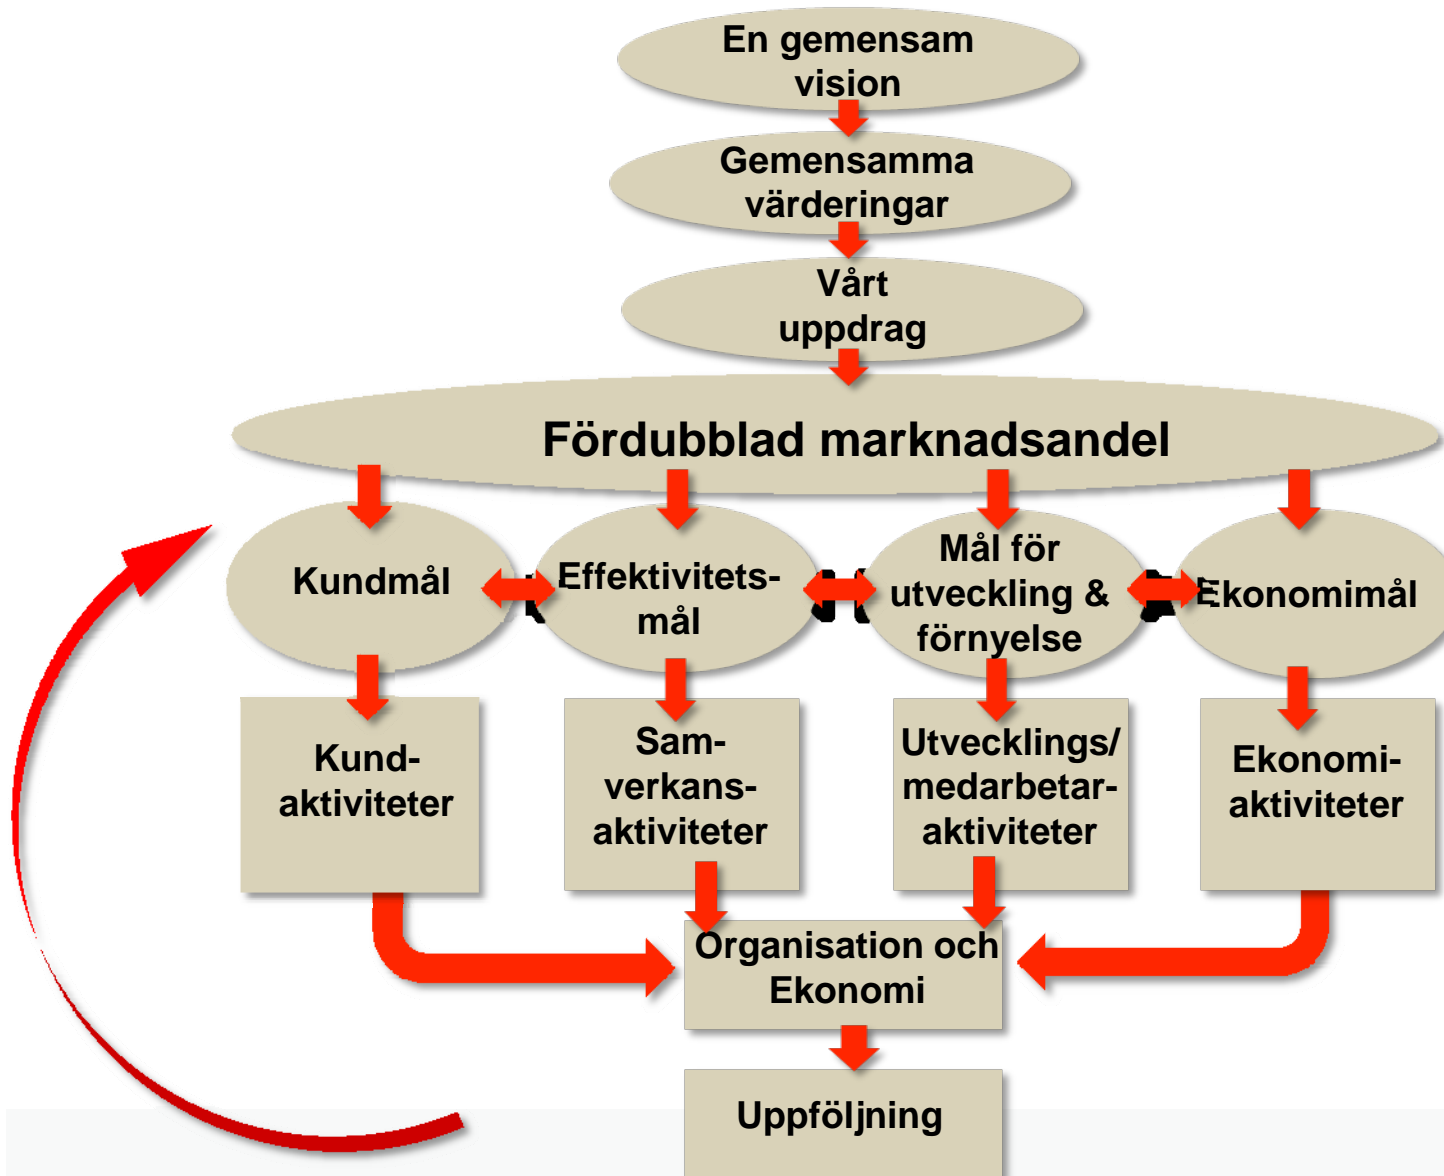 En gemensam
vision
Gemensamma
värderingar
Vårt
uppdrag
Fördubblad marknadsandel
Kundmål
Effektivitets-
mål
Mål för
utveckling &
förnyelse
Ekonomimål
Kund-
aktiviteter
Sam-
verkans-
aktiviteter
Utvecklings/
medarbetar-
aktiviteter
Ekonomi-
aktiviteter
Organisation och
Ekonomi
Uppföljning